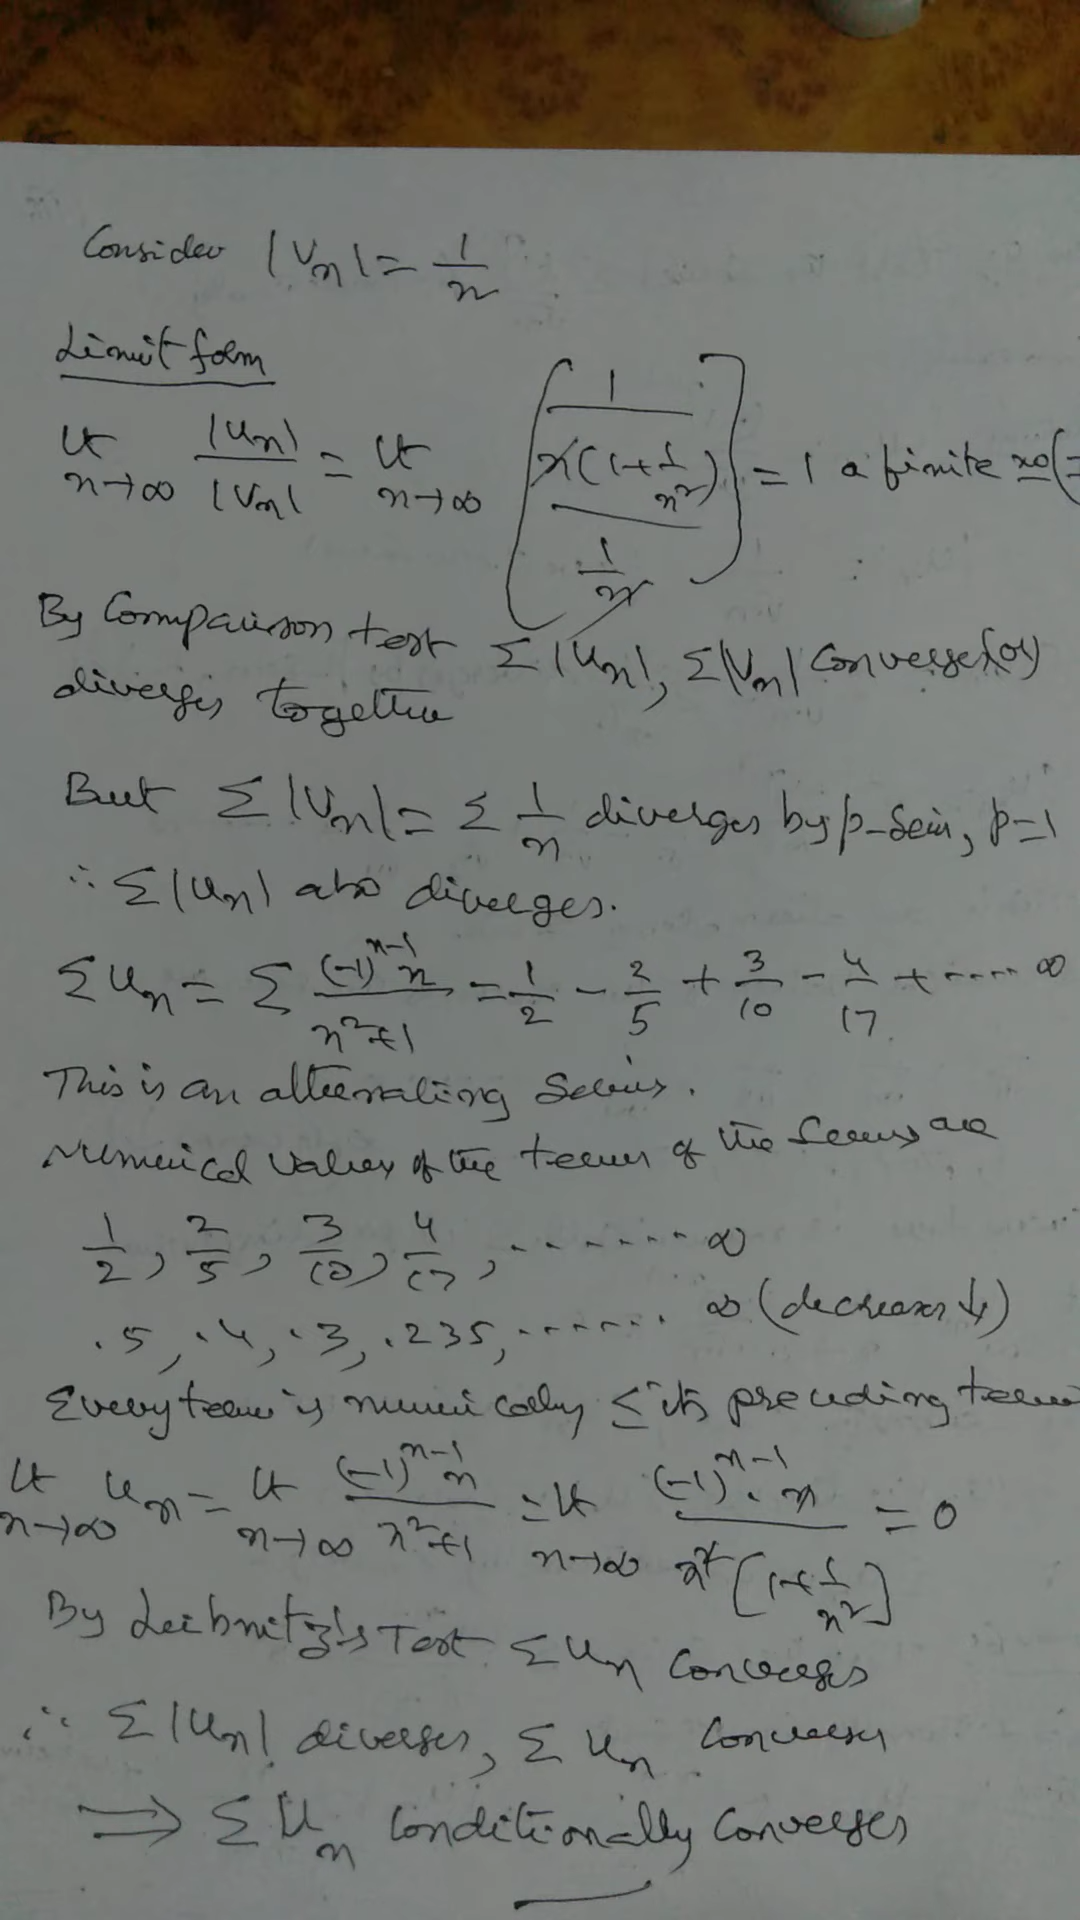 Consider |Vn| = 1/n
Limit form
Lt n→∞ |Un|/|Vn| = Lt n→∞ [ (1/(n(1+1/n²))) / (1/n) ] = 1 a finite no (=
By Comparison test Σ|Un|, Σ|Vn| Converges (or)
diverges together
But Σ|Vn| = Σ 1/n diverges by p-series, p=1
∴ Σ|Un| also diverges.
ΣUn = Σ (-1)^(n-1) n/(n²+1) = 1/2 - 2/5 + 3/10 - 4/17 + ..... ∞
This is an alternating Series.
Numerical values of the terms of the Series are
1/2, 2/5, 3/10, 4/17, ........ ∞
.5, .4, .3, .235, ....... ∞ (decreases ↓)
Every term is numerically ≤ its preceding term
Lt n→∞ Un = Lt n→∞ (-1)^(n-1) n/(n²+1) = Lt n→∞ (-1)^(n-1) . n/(n²[1+1/n²]) = 0
By Leibnitz's Test ΣUn Converges
∴ Σ|Un| diverges, ΣUn Converges
⟹ ΣUn Conditionally Converges